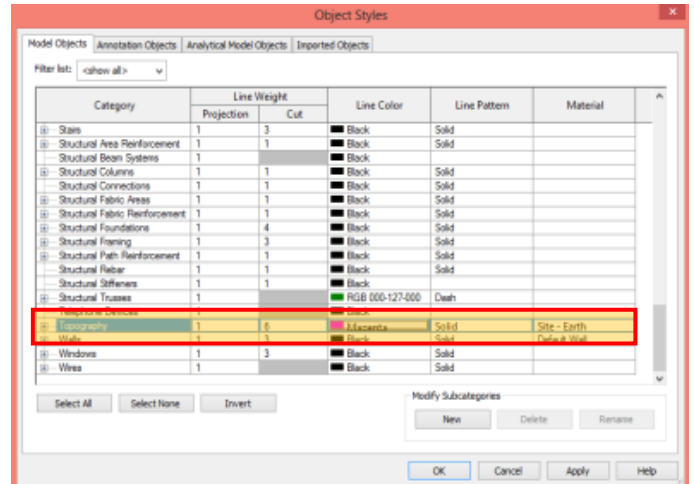 Object Styles
Model Objects Annotation Objects Analytical Model Objects Imported Objects
Filter list: <show all>
Category Line Weight Line Color Line Pattern Material
Projection Cut
Stairs 1 3 Black Solid
Structural Area Reinforcement 1 1 Black Solid
Structural Beam Systems 1 Black
Structural Columns 1 1 Black Solid
Structural Connections 1 1 Black Solid
Structural Fabric Areas 1 1 Black Solid
Structural Fabric Reinforcement 1 1 Black Solid
Structural Foundations 1 4 Black Solid
Structural Framing 1 3 Black Solid
Structural Path Reinforcement 1 1 Black Solid
Structural Rebar 1 1 Black Solid
Structural Stiffeners 1 1 Black
Structural Trusses 1 RGB 000-127-000 Dash
Telephone Devices 1 Black
Topography 1 6 Magenta Solid Site - Earth
Walls 1 3 Black Solid Default Wall
Windows 1 3 Black Solid
Wires 1 Black Solid
Select All Select None Invert
Modify Subcategories
New Delete Rename
OK Cancel Apply Help